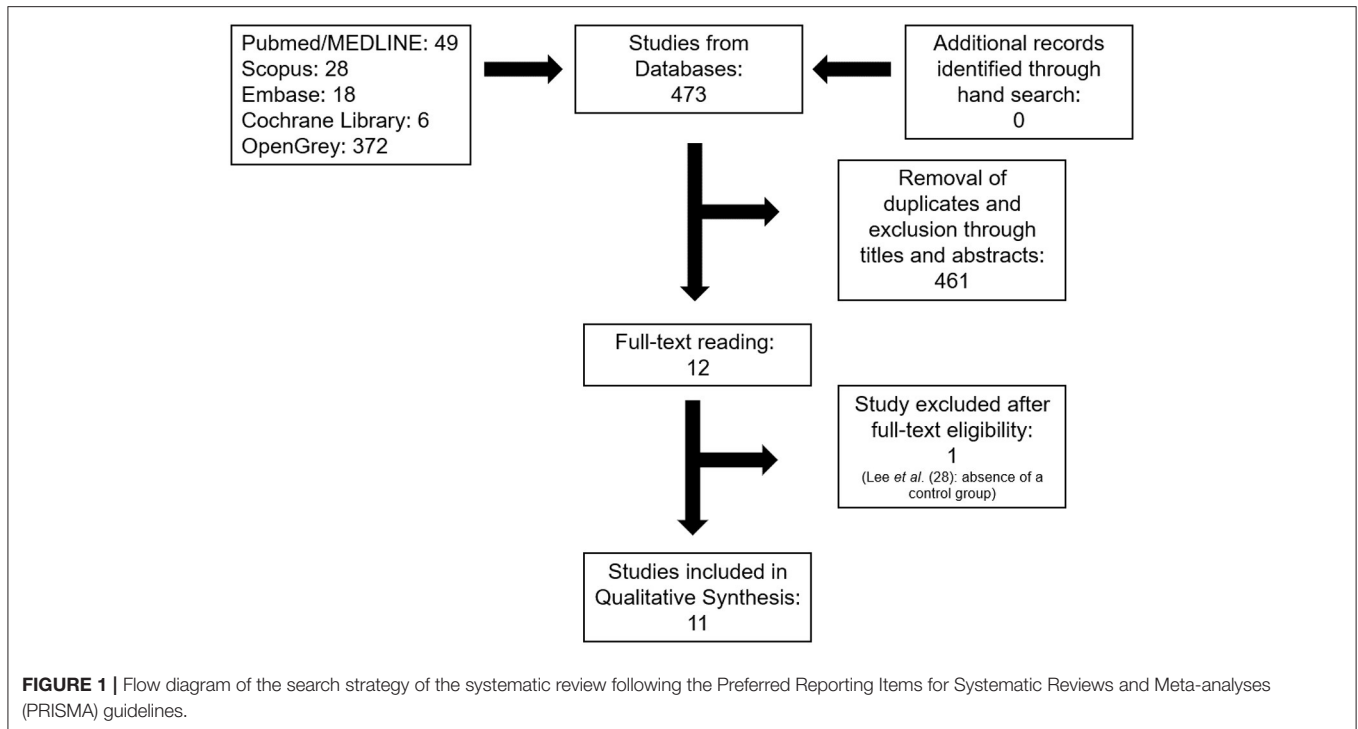 Pubmed/MEDLINE: 49
Scopus: 28
Embase: 18
Cochrane Library: 6
OpenGrey: 372
Studies from
Databases:
473
Additional records
identified through
hand search:
0
Removal of
duplicates and
exclusion through
titles and abstracts:
461
Full-text reading:
12
Study excluded after
full-text eligibility:
1
(Lee et al. (28): absence of a
control group)
Studies included in
Qualitative Synthesis:
11
FIGURE 1 | Flow diagram of the search strategy of the systematic review following the Preferred Reporting Items for Systematic Reviews and Meta-analyses
(PRISMA) guidelines.